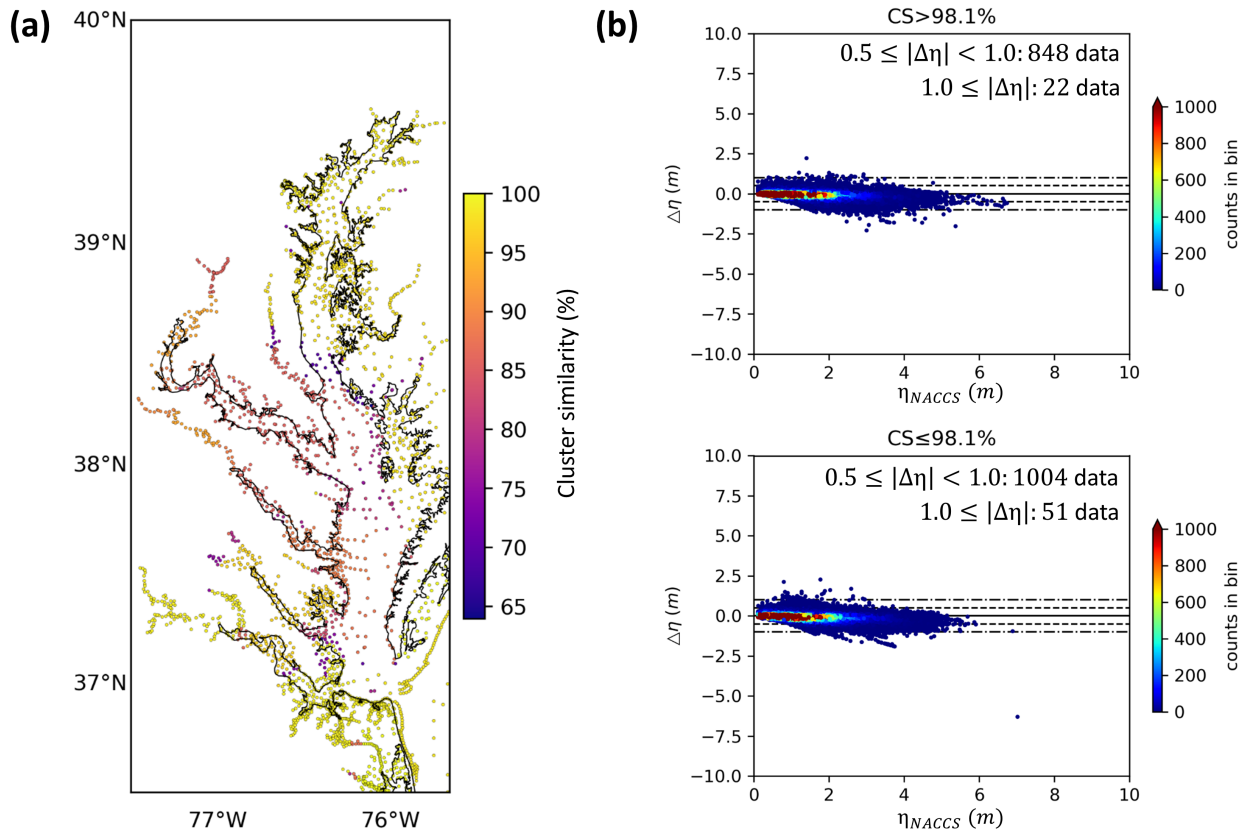 (a)
40°N
39°N
38°N
37°N
77°W
76°W
100
95
90
85
80
75
70
65
Cluster similarity (%)
(b)
CS>98.1%
0.5 ≤ |Δη| < 1.0: 848 data
1.0 ≤ |Δη|: 22 data
10.0
7.5
5.0
2.5
0.0
−2.5
−5.0
−7.5
−10.0
△η (m)
0
2
4
6
8
10
η_NACCS (m)
1000
800
600
400
200
0
counts in bin
CS≤98.1%
0.5 ≤ |Δη| < 1.0: 1004 data
1.0 ≤ |Δη|: 51 data
10.0
7.5
5.0
2.5
0.0
−2.5
−5.0
−7.5
−10.0
△η (m)
0
2
4
6
8
10
η_NACCS (m)
1000
800
600
400
200
0
counts in bin